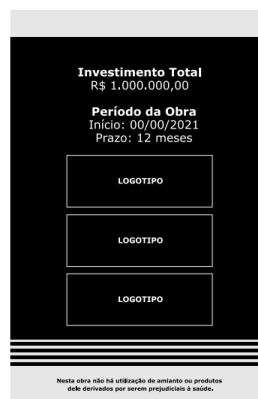 Investimento Total
R$ 1.000.000,00
Período da Obra
Início: 00/00/2021
Prazo: 12 meses
LOGOTIPO
LOGOTIPO
LOGOTIPO
Nesta obra não há utilização de amianto ou produtos
dele derivados por serem prejudiciais à saúde.